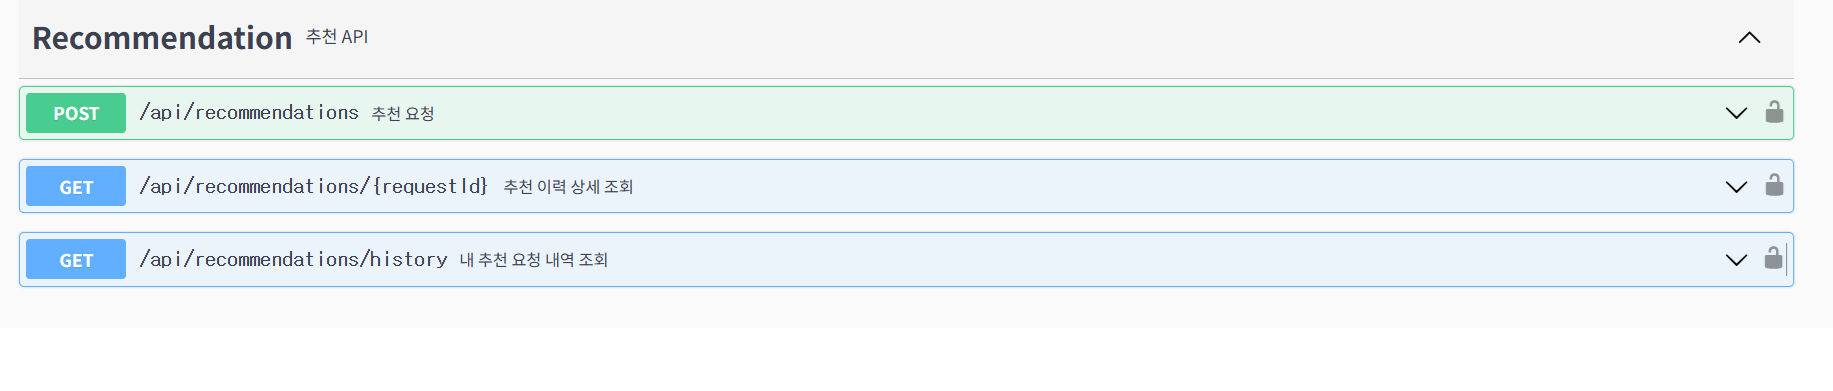 Recommendation 추천 API
POST /api/recommendations 추천 요청
GET /api/recommendations/{requestId} 추천 이력 상세 조회
GET /api/recommendations/history 내 추천 요청 내역 조회